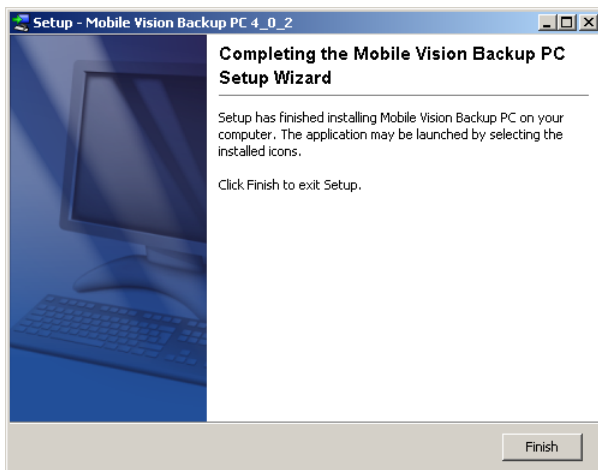 Setup - Mobile Vision Backup PC 4_0_2
Completing the Mobile Vision Backup PC
Setup Wizard
Setup has finished installing Mobile Vision Backup PC on your
computer. The application may be launched by selecting the
installed icons.
Click Finish to exit Setup.
Finish